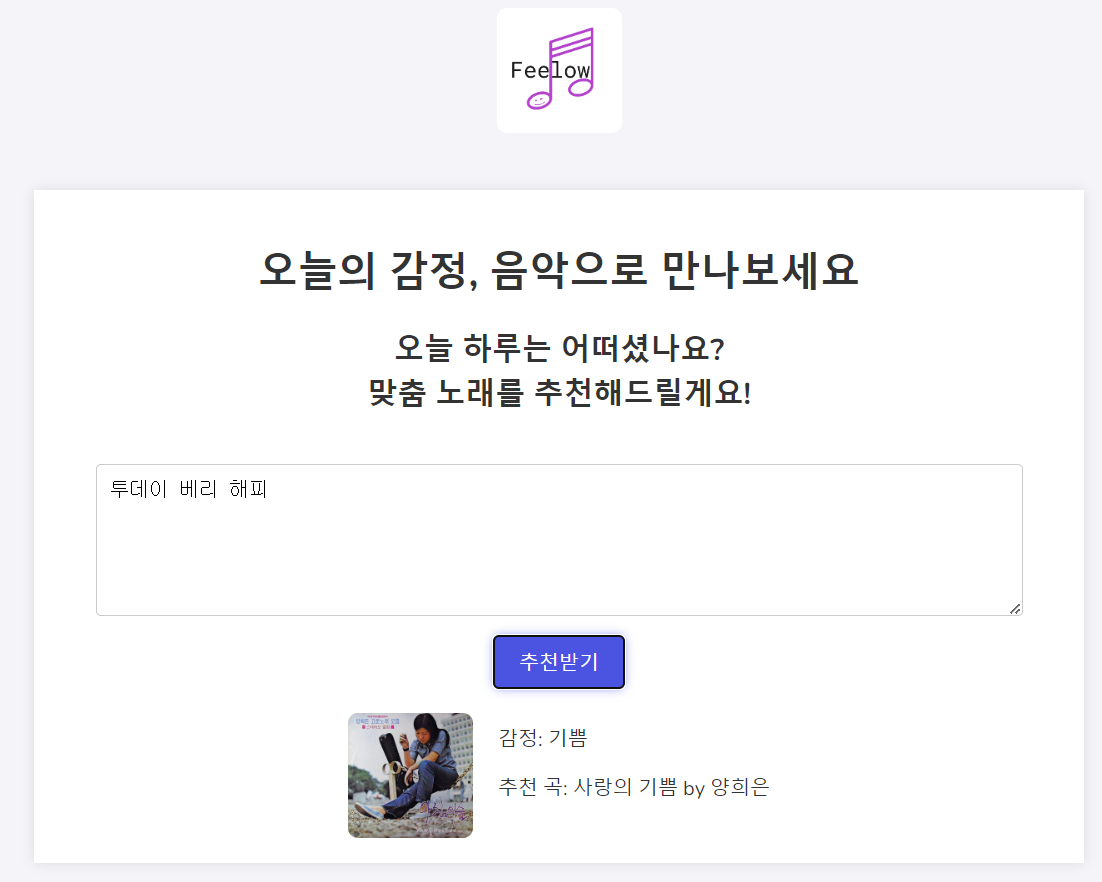 Feelow
오늘의 감정, 음악으로 만나보세요
오늘 하루는 어떠셨나요?
맞춤 노래를 추천해드릴게요!
투데이 베리 해피
추천받기
감정: 기쁨
추천 곡: 사랑의 기쁨 by 양희은